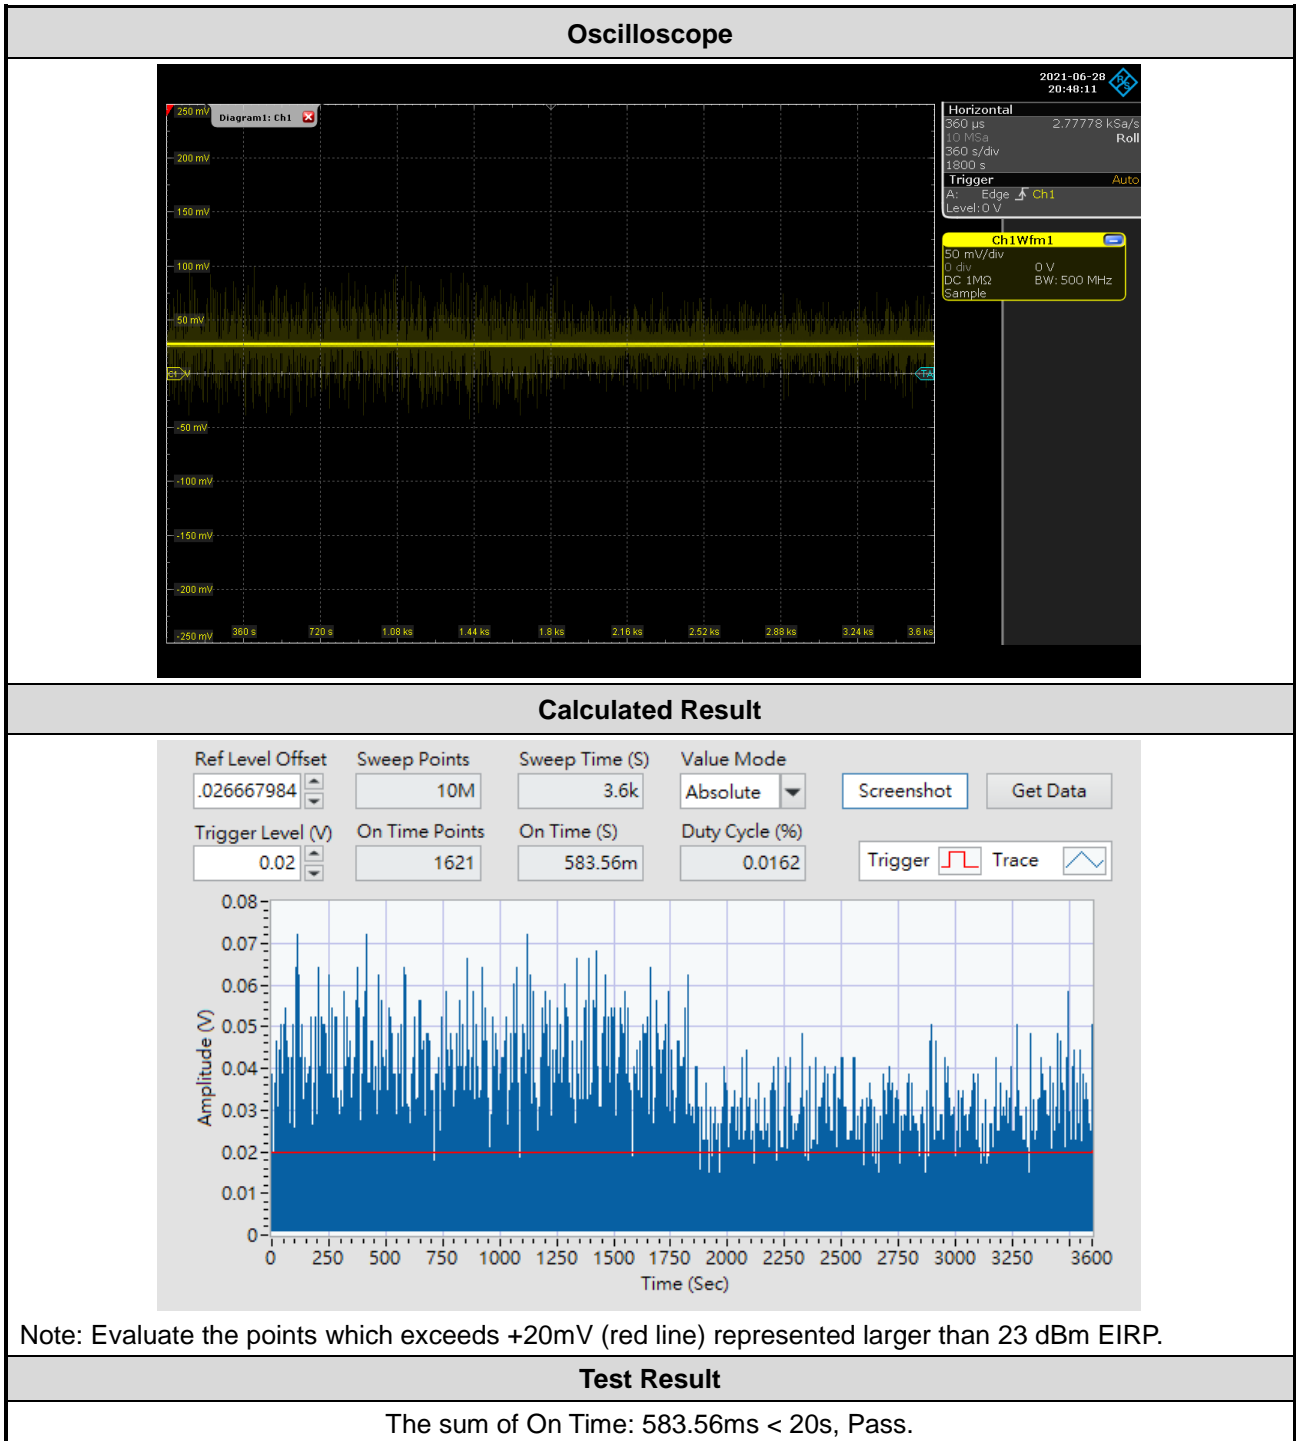 Oscilloscope
2021-06-28
20:48:11
Diagram1: Ch1
250 mV
200 mV
150 mV
100 mV
50 mV
C1 V
-50 mV
-100 mV
-150 mV
-200 mV
-250 mV
360 s 720 s 1.08 ks 1.44 ks 1.8 ks 2.16 ks 2.52 ks 2.88 ks 3.24 ks 3.6 ks
TA
Horizontal
360 µs 2.77778 kSa/s
10 MSa Roll
360 s/div
1800 s
Trigger Auto
A: Edge Ch1
Level: 0 V
Ch1Wfm1
50 mV/div
0 div 0 V
DC 1MΩ BW: 500 MHz
Sample
Calculated Result
Ref Level Offset Sweep Points Sweep Time (S) Value Mode
.026667984 10M 3.6k Absolute Screenshot Get Data
Trigger Level (V) On Time Points On Time (S) Duty Cycle (%)
0.02 1621 583.56m 0.0162 Trigger Trace
0.08
0.07
0.06
0.05
0.04
0.03
0.02
0.01
0
Amplitude (V)
0 250 500 750 1000 1250 1500 1750 2000 2250 2500 2750 3000 3250 3600
Time (Sec)
Note: Evaluate the points which exceeds +20mV (red line) represented larger than 23 dBm EIRP.
Test Result
The sum of On Time: 583.56ms < 20s, Pass.